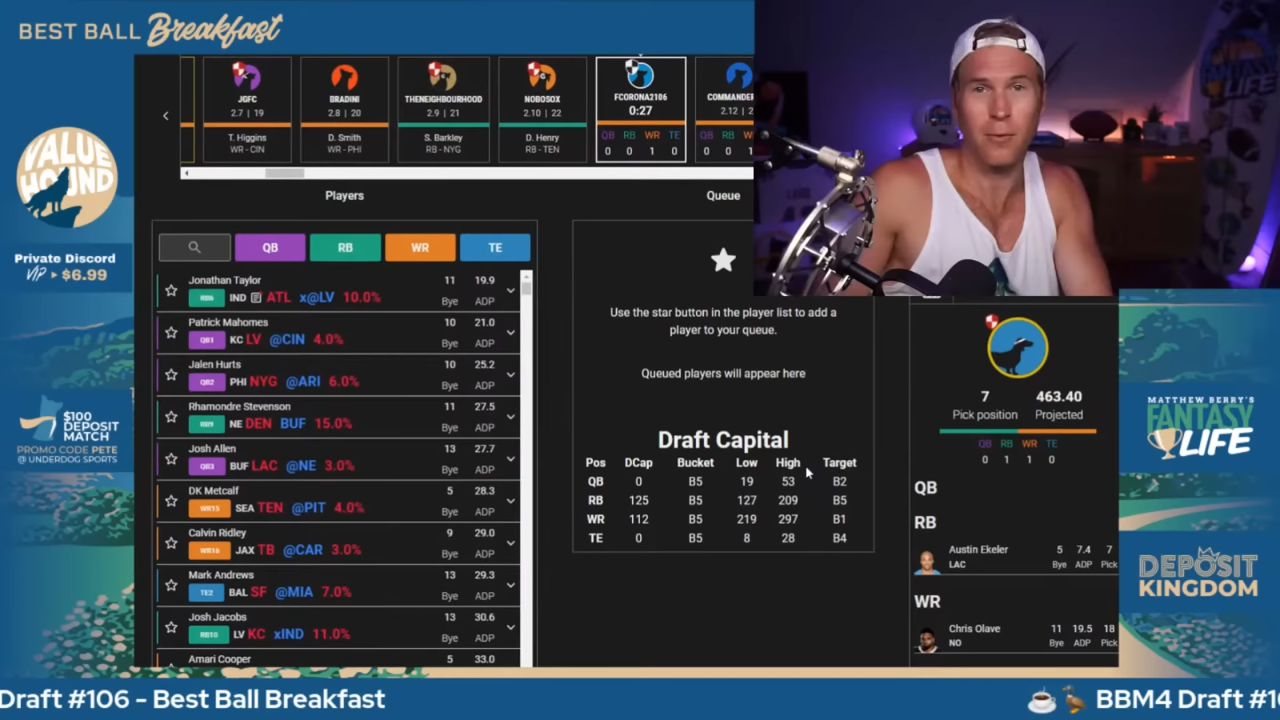 BEST BALL Breakfast
JGFC
2.7 | 19
T. Higgins
WR - CIN
BRADINI
2.8 | 20
D. Smith
WR - PHI
THENEIGHBOURHOOD
2.9 | 21
S. Barkley
RB - NYG
NOBOSOX
2.10 | 22
D. Henry
RB - TEN
FCORONA2106
0:27
QB RB WR TE
0 0 1 0
COMMANDER
2.12 | 2
QB RB W
0 0 1
Players
Queue
QB RB WR TE
Jonathan Taylor 11 19.9
RB6 IND ATL x@LV 10.0% Bye ADP
Patrick Mahomes 10 21.0
QB1 KC LV @CIN 4.0% Bye ADP
Jalen Hurts 10 25.2
QB2 PHI NYG @ARI 6.0% Bye ADP
Rhamondre Stevenson 11 27.5
RB9 NE DEN BUF 15.0% Bye ADP
Josh Allen 13 27.7
QB3 BUF LAC @NE 3.0% Bye ADP
DK Metcalf 5 28.3
WR15 SEA TEN @PIT 4.0% Bye ADP
Calvin Ridley 9 29.0
WR16 JAX TB @CAR 3.0% Bye ADP
Mark Andrews 13 29.3
TE2 BAL SF @MIA 7.0% Bye ADP
Josh Jacobs 13 30.6
RB10 LV KC xIND 11.0% Bye ADP
Amari Cooper 5 33.0
Use the star button in the player list to add a
player to your queue.
Queued players will appear here
Draft Capital
Pos DCap Bucket Low High Target
QB 0 B5 19 53 B2
RB 125 B5 127 209 B5
WR 112 B5 219 297 B1
TE 0 B5 8 28 B4
7 463.40
Pick position Projected
QB RB WR TE
0 1 1 0
QB
RB
Austin Ekeler 5 7.4 7
LAC Bye ADP Pick
WR
Chris Olave 11 19.5 18
NO Bye ADP Pick
VALUE
HOUND
Private Discord
VIP ▸ $6.99
$100
DEPOSIT
MATCH
PROMO CODE PETE
@ UNDERDOG SPORTS
MATTHEW BERRY'S
FANTASY
LIFE
DEPOSIT
KINGDOM
Draft #106 - Best Ball Breakfast
BBM4 Draft #1